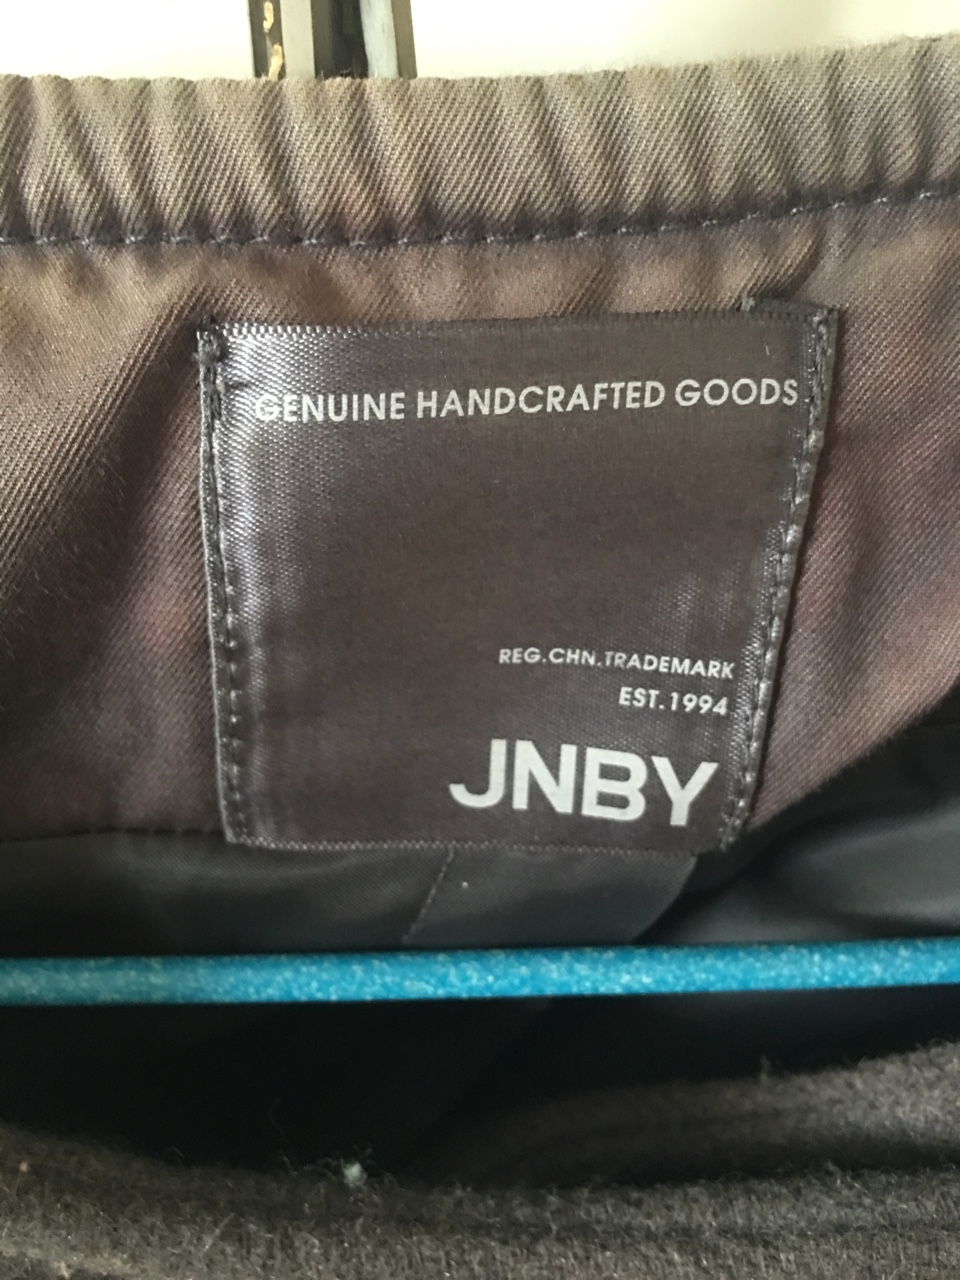 GENUINE HANDCRAFTED GOODS
REG.CHN.TRADEMARK
EST.1994
JNBY